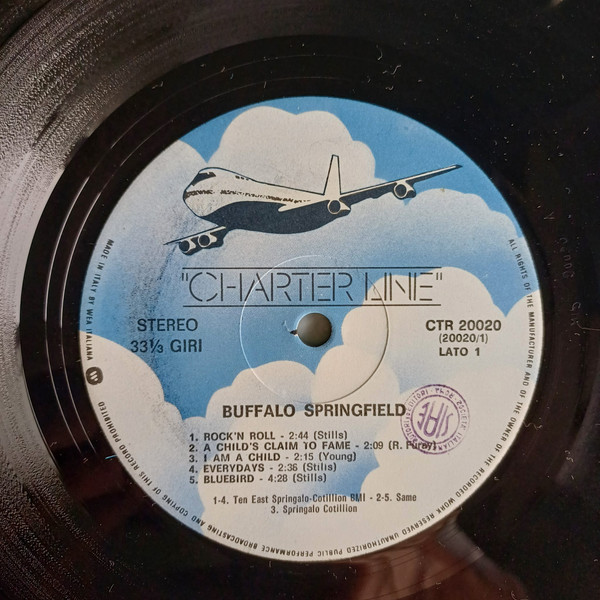 "CHARTER LINE"
STEREO
33⅓ GIRI
CTR 20020
(20020/1)
LATO 1
BUFFALO SPRINGFIELD
1. ROCK'N ROLL - 2:44 (Stills)
2. A CHILD'S CLAIM TO FAME - 2:09 (R. Furey)
3. I AM A CHILD - 2:15 (Young)
4. EVERYDAYS - 2:36 (Stills)
5. BLUEBIRD - 4:28 (Stills)
1-4. Ten East Springalo-Cotillion BMI - 2-5. Same
3. Springalo Cotillion
SIAE
MADE IN ITALY BY WEA ITALIANA
ALL RIGHTS OF THE MANUFACTURER AND OF THE OWNER OF THE RECORDED WORK RESERVED UNAUTHORIZED PUBLIC PERFORMANCE BROADCASTING AND COPYING OF THIS RECORD PROHIBITED